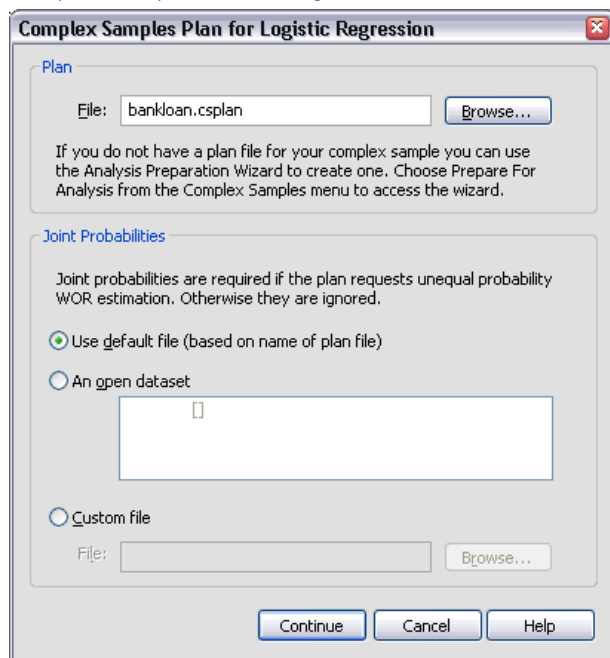 Complex Samples Plan for Logistic Regression
Plan
File: bankloan.csplan Browse...
If you do not have a plan file for your complex sample you can use
the Analysis Preparation Wizard to create one. Choose Prepare For
Analysis from the Complex Samples menu to access the wizard.
Joint Probabilities
Joint probabilities are required if the plan requests unequal probability
WOR estimation. Otherwise they are ignored.
Use default file (based on name of plan file)
An open dataset
[]
Custom file
File: Browse...
Continue Cancel Help